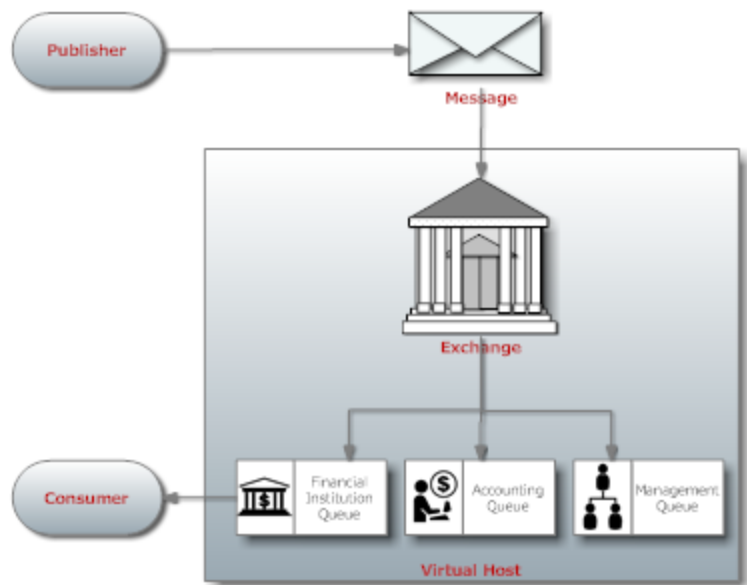 Publisher
Message
Exchange
Financial
Institution
Queue
Accounting
Queue
Management
Queue
Consumer
Virtual Host